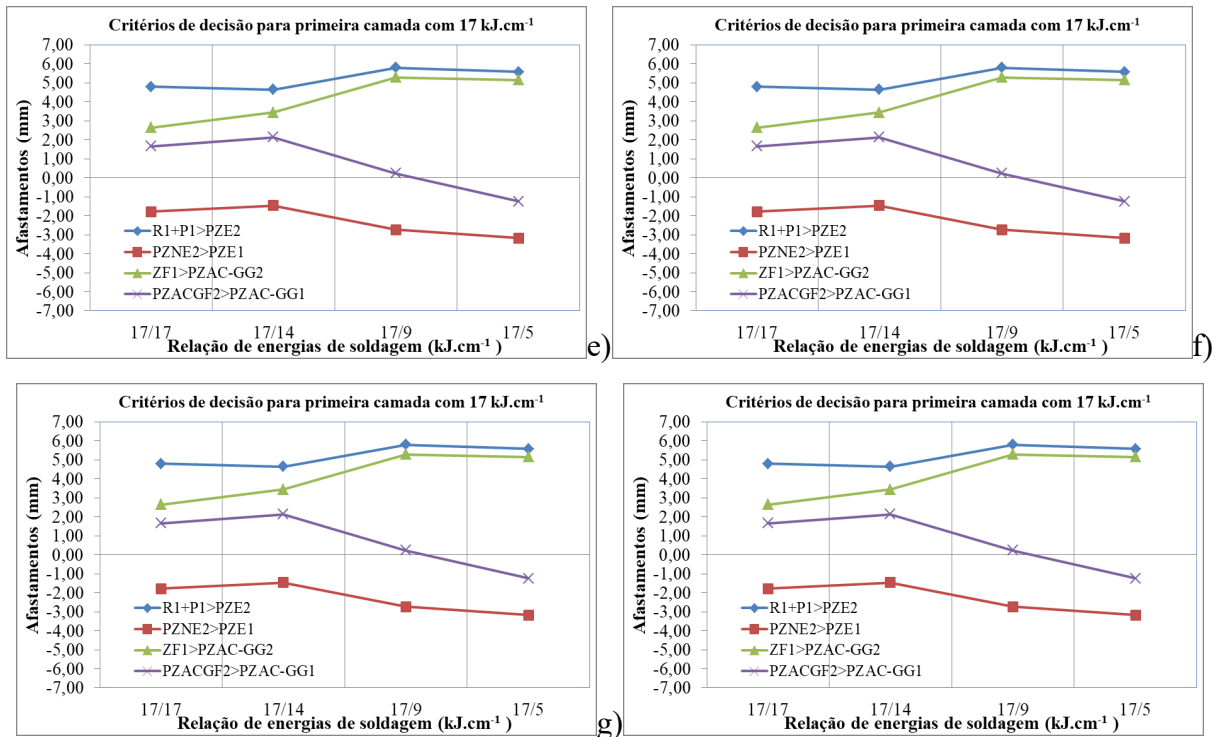 Critérios de decisão para primeira camada com 17 kJ.cm⁻¹
7,00
6,00
5,00
4,00
3,00
2,00
1,00
0,00
-1,00
-2,00
-3,00
-4,00
-5,00
-6,00
-7,00
Afastamentos (mm)
R1+P1>PZE2
PZNE2>PZE1
ZF1>PZAC-GG2
PZACGF2>PZAC-GG1
17/17 17/14 17/9 17/5
Relação de energias de soldagem (kJ.cm⁻¹ )
e)
Critérios de decisão para primeira camada com 17 kJ.cm⁻¹
7,00
6,00
5,00
4,00
3,00
2,00
1,00
0,00
-1,00
-2,00
-3,00
-4,00
-5,00
-6,00
-7,00
Afastamentos (mm)
R1+P1>PZE2
PZNE2>PZE1
ZF1>PZAC-GG2
PZACGF2>PZAC-GG1
17/17 17/14 17/9 17/5
Relação de energias de soldagem (kJ.cm⁻¹ )
f)
Critérios de decisão para primeira camada com 17 kJ.cm⁻¹
7,00
6,00
5,00
4,00
3,00
2,00
1,00
0,00
-1,00
-2,00
-3,00
-4,00
-5,00
-6,00
-7,00
Afastamentos (mm)
R1+P1>PZE2
PZNE2>PZE1
ZF1>PZAC-GG2
PZACGF2>PZAC-GG1
17/17 17/14 17/9 17/5
Relação de energias de soldagem (kJ.cm⁻¹ )
g)
Critérios de decisão para primeira camada com 17 kJ.cm⁻¹
7,00
6,00
5,00
4,00
3,00
2,00
1,00
0,00
-1,00
-2,00
-3,00
-4,00
-5,00
-6,00
-7,00
Afastamentos (mm)
R1+P1>PZE2
PZNE2>PZE1
ZF1>PZAC-GG2
PZACGF2>PZAC-GG1
17/17 17/14 17/9 17/5
Relação de energias de soldagem (kJ.cm⁻¹ )